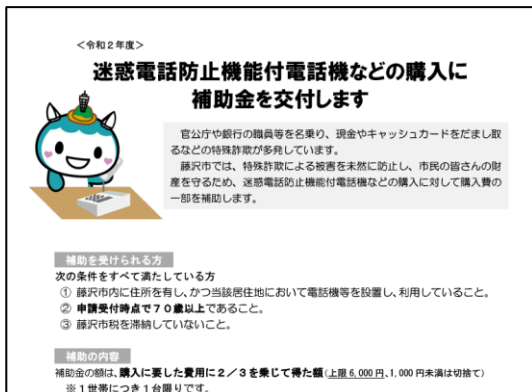 <令和2年度>
迷惑電話防止機能付電話機などの購入に
補助金を交付します
官公庁や銀行の職員等を名乗り、現金やキャッシュカードをだまし取
るなどの特殊詐欺が多発しています。
藤沢市では、特殊詐欺による被害を未然に防止し、市民の皆さんの財
産を守るため、迷惑電話防止機能付電話機などの購入に対して購入費の
一部を補助します。
補助を受けられる方
次の条件をすべて満たしている方
① 藤沢市内に住所を有し、かつ当該居住地において電話機等を設置し、利用していること。
② 申請受付時点で70歳以上であること。
③ 藤沢市税を滞納していないこと。
補助の内容
補助金の額は、購入に要した費用に2/3を乗じて得た額(上限 6,000 円、1,000 円未満は切捨て)
※1世帯につき1台限りです。